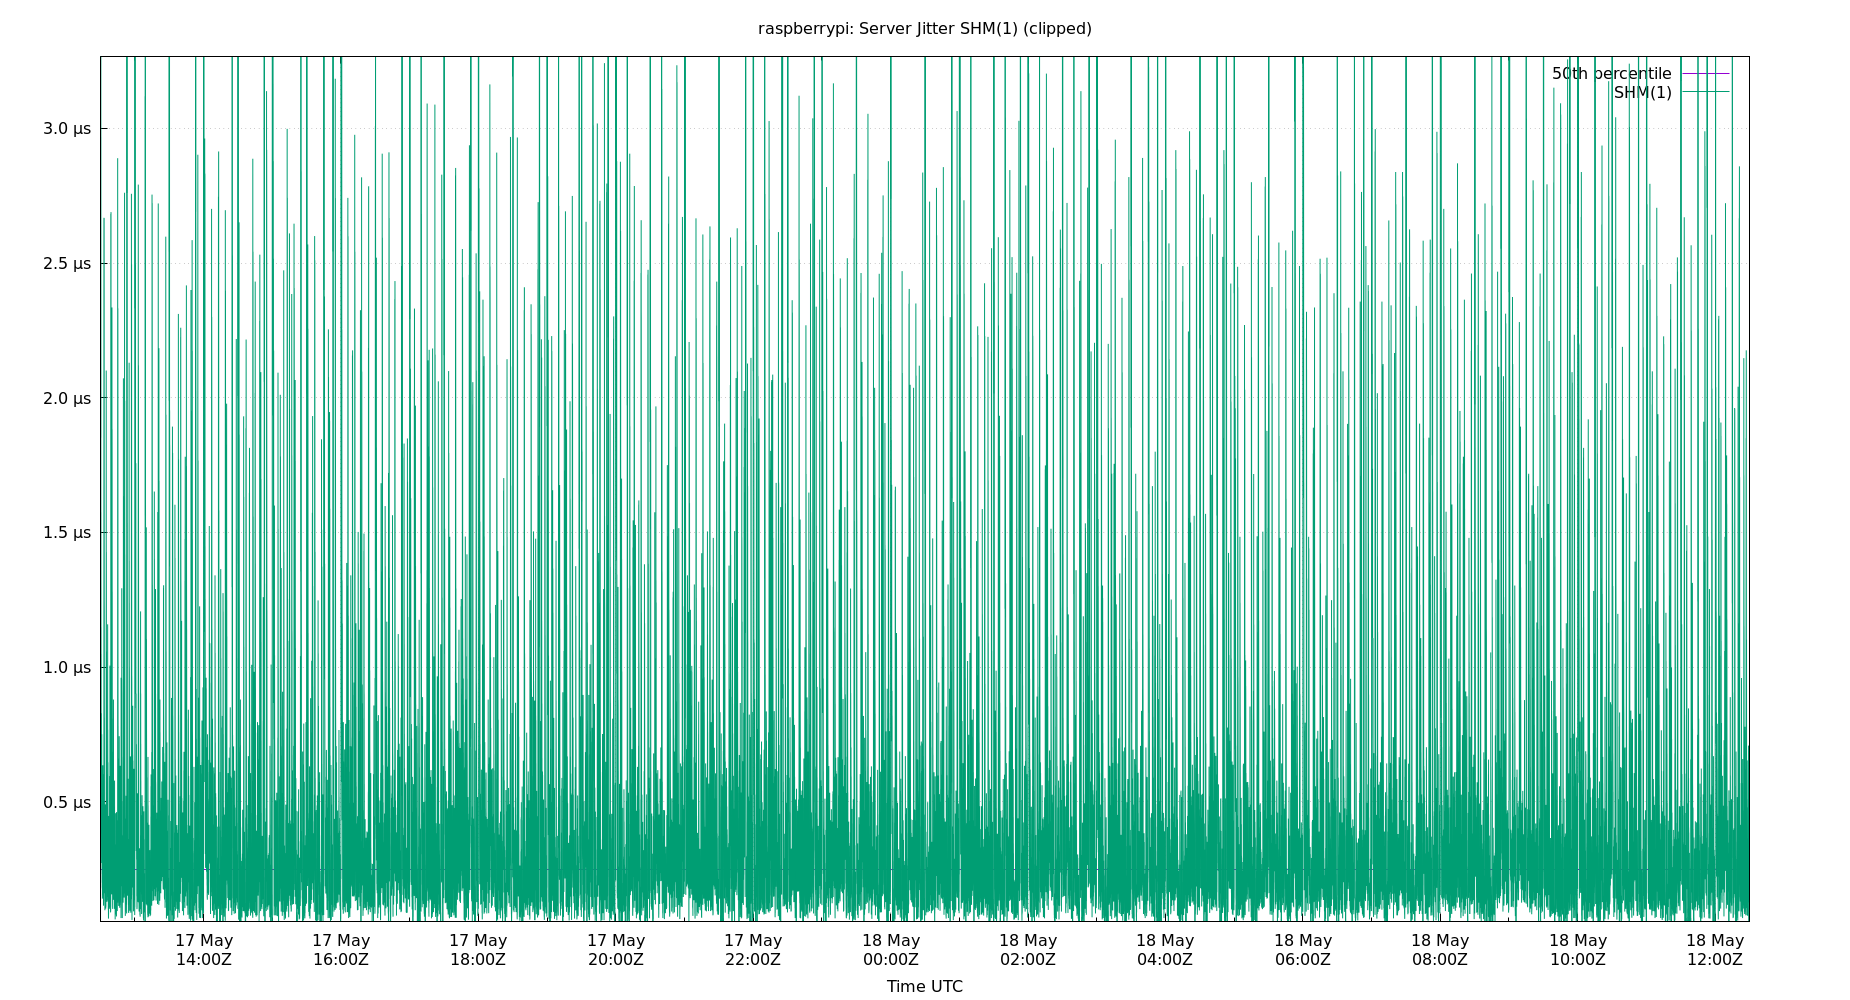 raspberrypi: Server Jitter SHM(1) (clipped)
50th percentile
SHM(1)
3.0 µs
2.5 µs
2.0 µs
1.5 µs
1.0 µs
0.5 µs
17 May 17 May 17 May 17 May 17 May 18 May 18 May 18 May 18 May 18 May 18 May 18 May
14:00Z 16:00Z 18:00Z 20:00Z 22:00Z 00:00Z 02:00Z 04:00Z 06:00Z 08:00Z 10:00Z 12:00Z
Time UTC